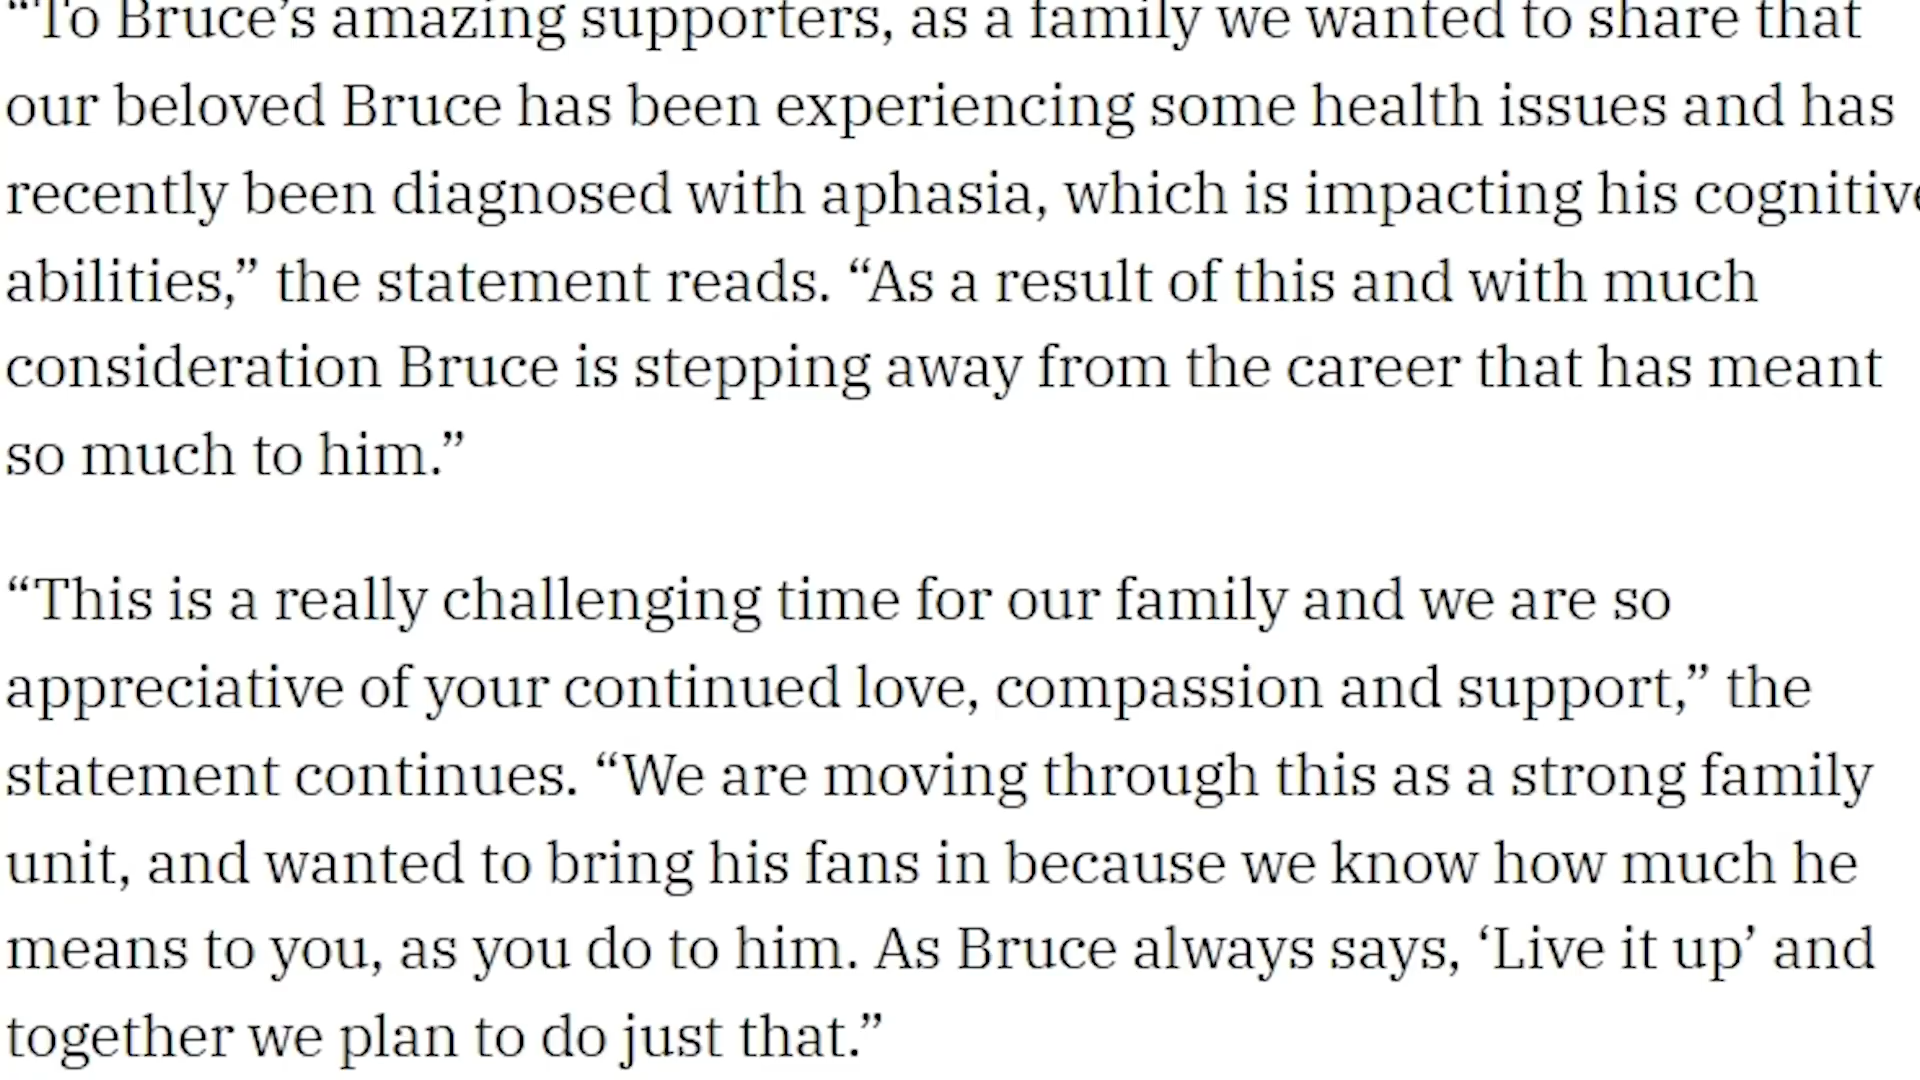 “To Bruce’s amazing supporters, as a family we wanted to share that
our beloved Bruce has been experiencing some health issues and has
recently been diagnosed with aphasia, which is impacting his cognitive
abilities,” the statement reads. “As a result of this and with much
consideration Bruce is stepping away from the career that has meant
so much to him.”
“This is a really challenging time for our family and we are so
appreciative of your continued love, compassion and support,” the
statement continues. “We are moving through this as a strong family
unit, and wanted to bring his fans in because we know how much he
means to you, as you do to him. As Bruce always says, ‘Live it up’ and
together we plan to do just that.”